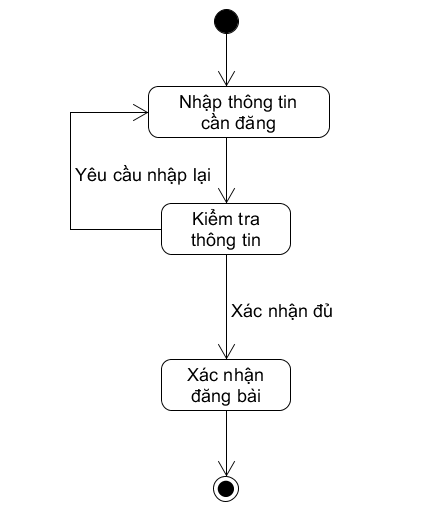 Nhập thông tin
cần đăng
Yêu cầu nhập lại
Kiểm tra
thông tin
Xác nhận đủ
Xác nhận
đăng bài